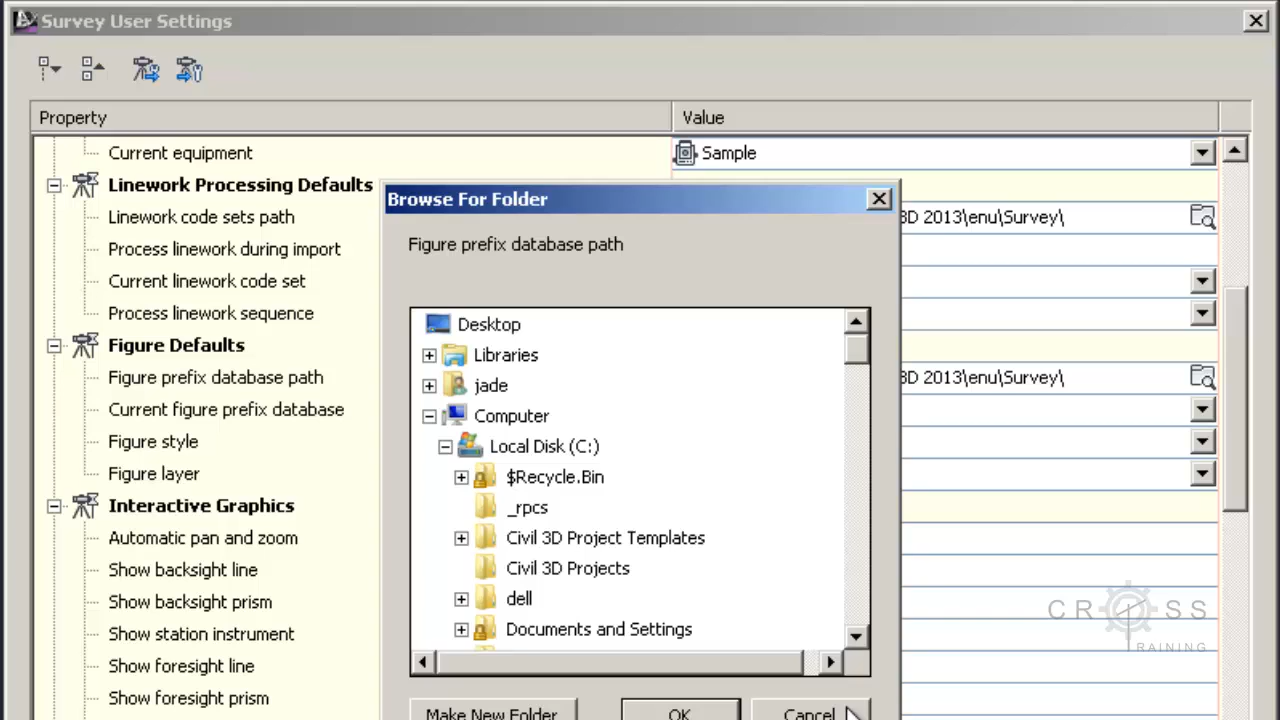 Survey User Settings
Property
Value
Current equipment
Sample
Linework Processing Defaults
Linework code sets path
3D 2013\enu\Survey\
Process linework during import
Current linework code set
Process linework sequence
Figure Defaults
Figure prefix database path
3D 2013\enu\Survey\
Current figure prefix database
Figure style
Figure layer
Interactive Graphics
Automatic pan and zoom
Show backsight line
Show backsight prism
Show station instrument
Show foresight line
Show foresight prism
Browse For Folder
Figure prefix database path
Desktop
Libraries
jade
Computer
Local Disk (C:)
$Recycle.Bin
_rpcs
Civil 3D Project Templates
Civil 3D Projects
dell
Documents and Settings
Make New Folder
OK
Cancel
CROSS
TRAINING